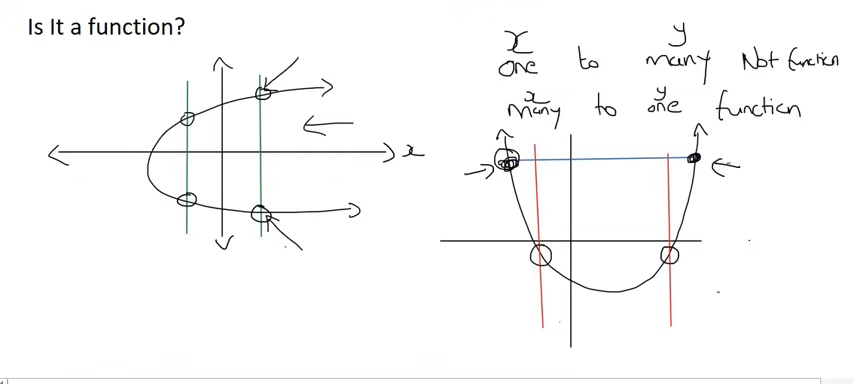 Is It a function?
x y
one to many Not function
x y
many to one function
x